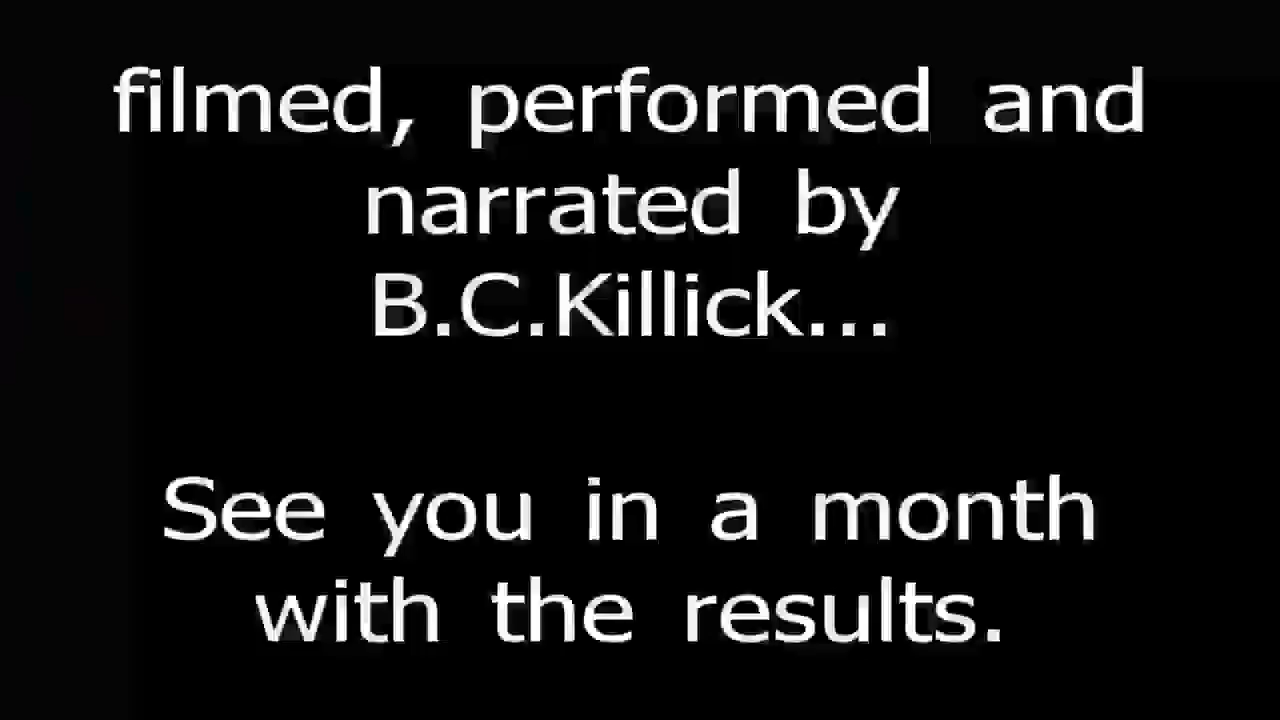 filmed, performed and
narrated by
B.C.Killick...
See you in a month
with the results.